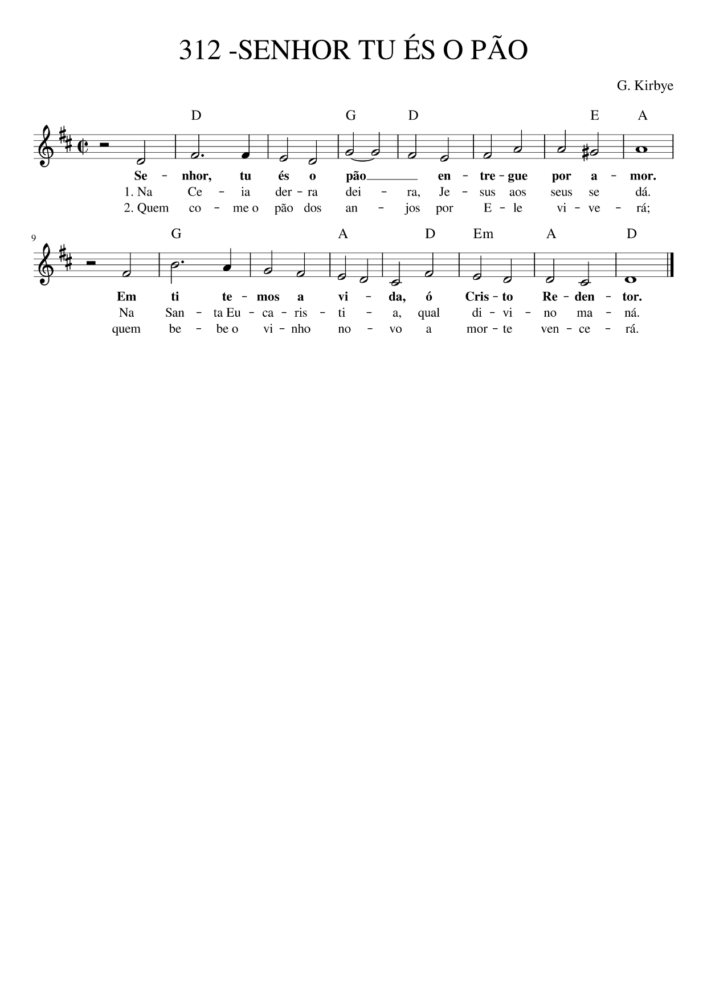 312 -SENHOR TU ÉS O PÃO
G. Kirbye
D G D E A
Se - nhor, tu és o pão en - tre - gue por a - mor.
1. Na Ce - ia der - ra dei - ra, Je - sus aos seus se dá.
2. Quem co - me o pão dos an - jos por E - le vi - ve - rá;
9
G A D Em A D
Em ti te - mos a vi - da, ó Cris - to Re - den - tor.
Na San - ta Eu - ca - ris - ti - a, qual di - vi - no ma - ná.
quem be - be o vi - nho no - vo a mor - te ven - ce - rá.